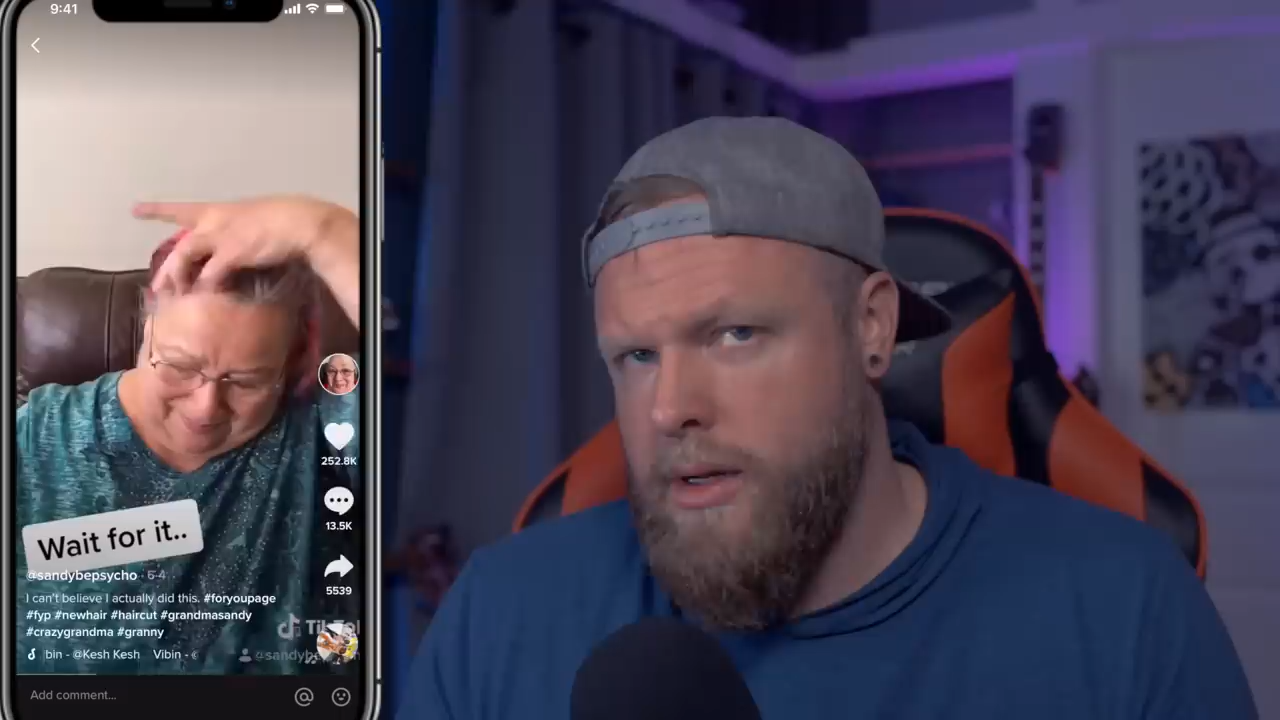 9:41
252.8K
13.5K
5539
Wait for it..
@sandybepsycho · 5-4
I can't believe I actually did this. #foryoupage
#fyp #newhair #haircut #grandmasandy
#crazygrandma #granny
bin - @Kesh Kesh Vibin -
Add comment...